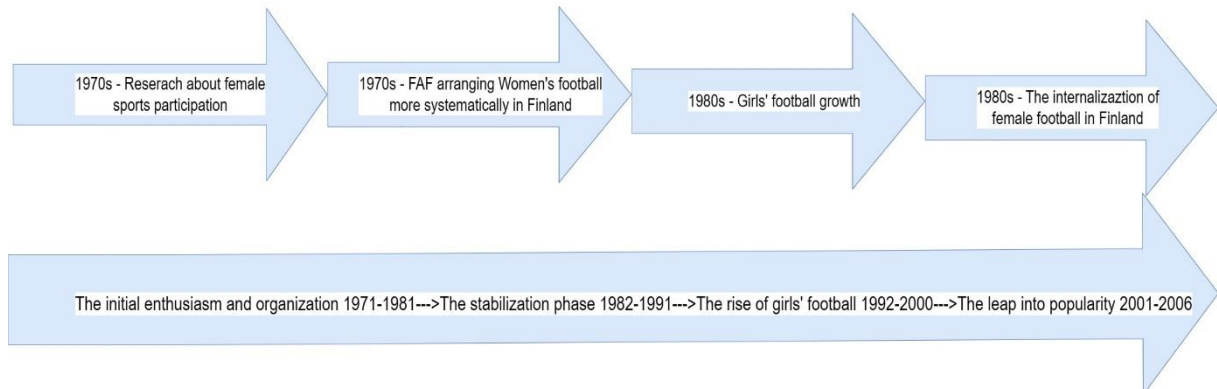 1970s - Reserach about female
sports participation
1970s - FAF arranging Women's football
more systematically in Finland
1980s - Girls' football growth
1980s - The internalizaction of
female football in Finland
The initial enthusiasm and organization 1971-1981--->The stabilization phase 1982-1991--->The rise of girls' football 1992-2000--->The leap into popularity 2001-2006